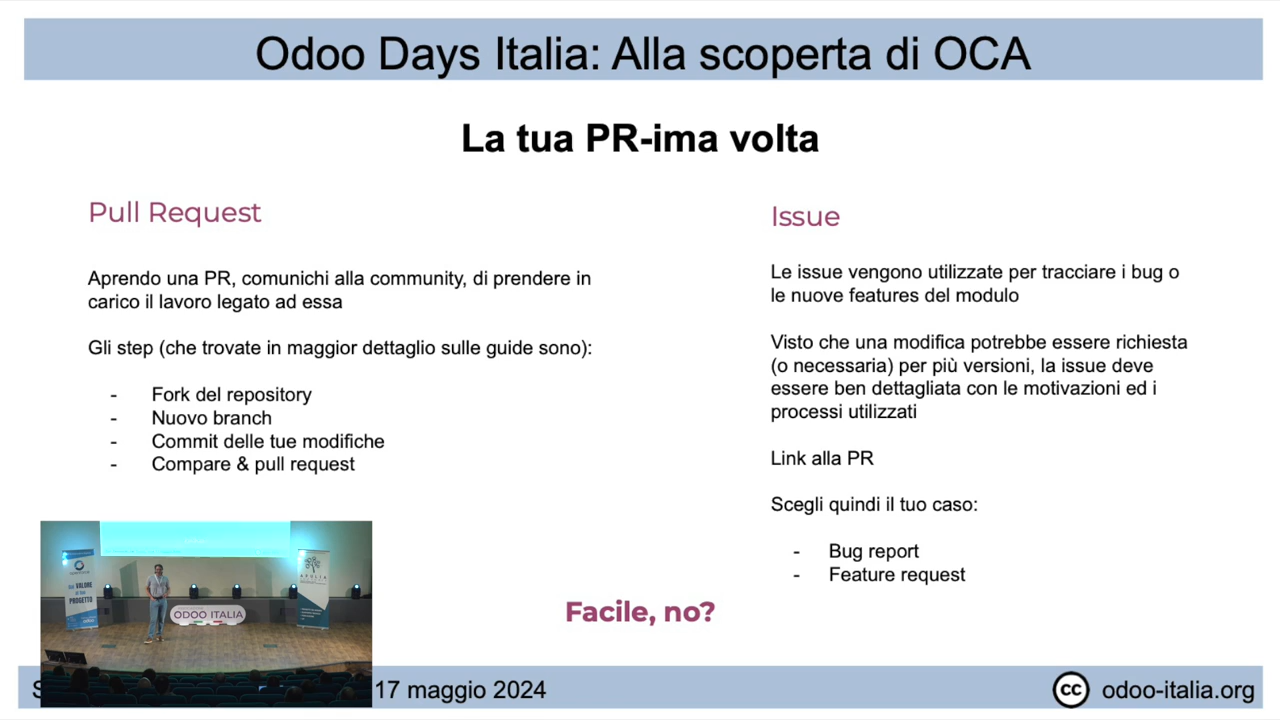 Odoo Days Italia: Alla scoperta di OCA
La tua PR-ima volta
Pull Request
Aprendo una PR, comunichi alla community, di prendere in
carico il lavoro legato ad essa
Gli step (che trovate in maggior dettaglio sulle guide sono):
- Fork del repository
- Nuovo branch
- Commit delle tue modifiche
- Compare & pull request
Issue
Le issue vengono utilizzate per tracciare i bug o
le nuove features del modulo
Visto che una modifica potrebbe essere richiesta
(o necessaria) per più versioni, la issue deve
essere ben dettagliata con le motivazioni ed i
processi utilizzati
Link alla PR
Scegli quindi il tuo caso:
- Bug report
- Feature request
Facile, no?
VALORE
PROGETTO
ODOO ITALIA
S
17 maggio 2024
cc
odoo-italia.org